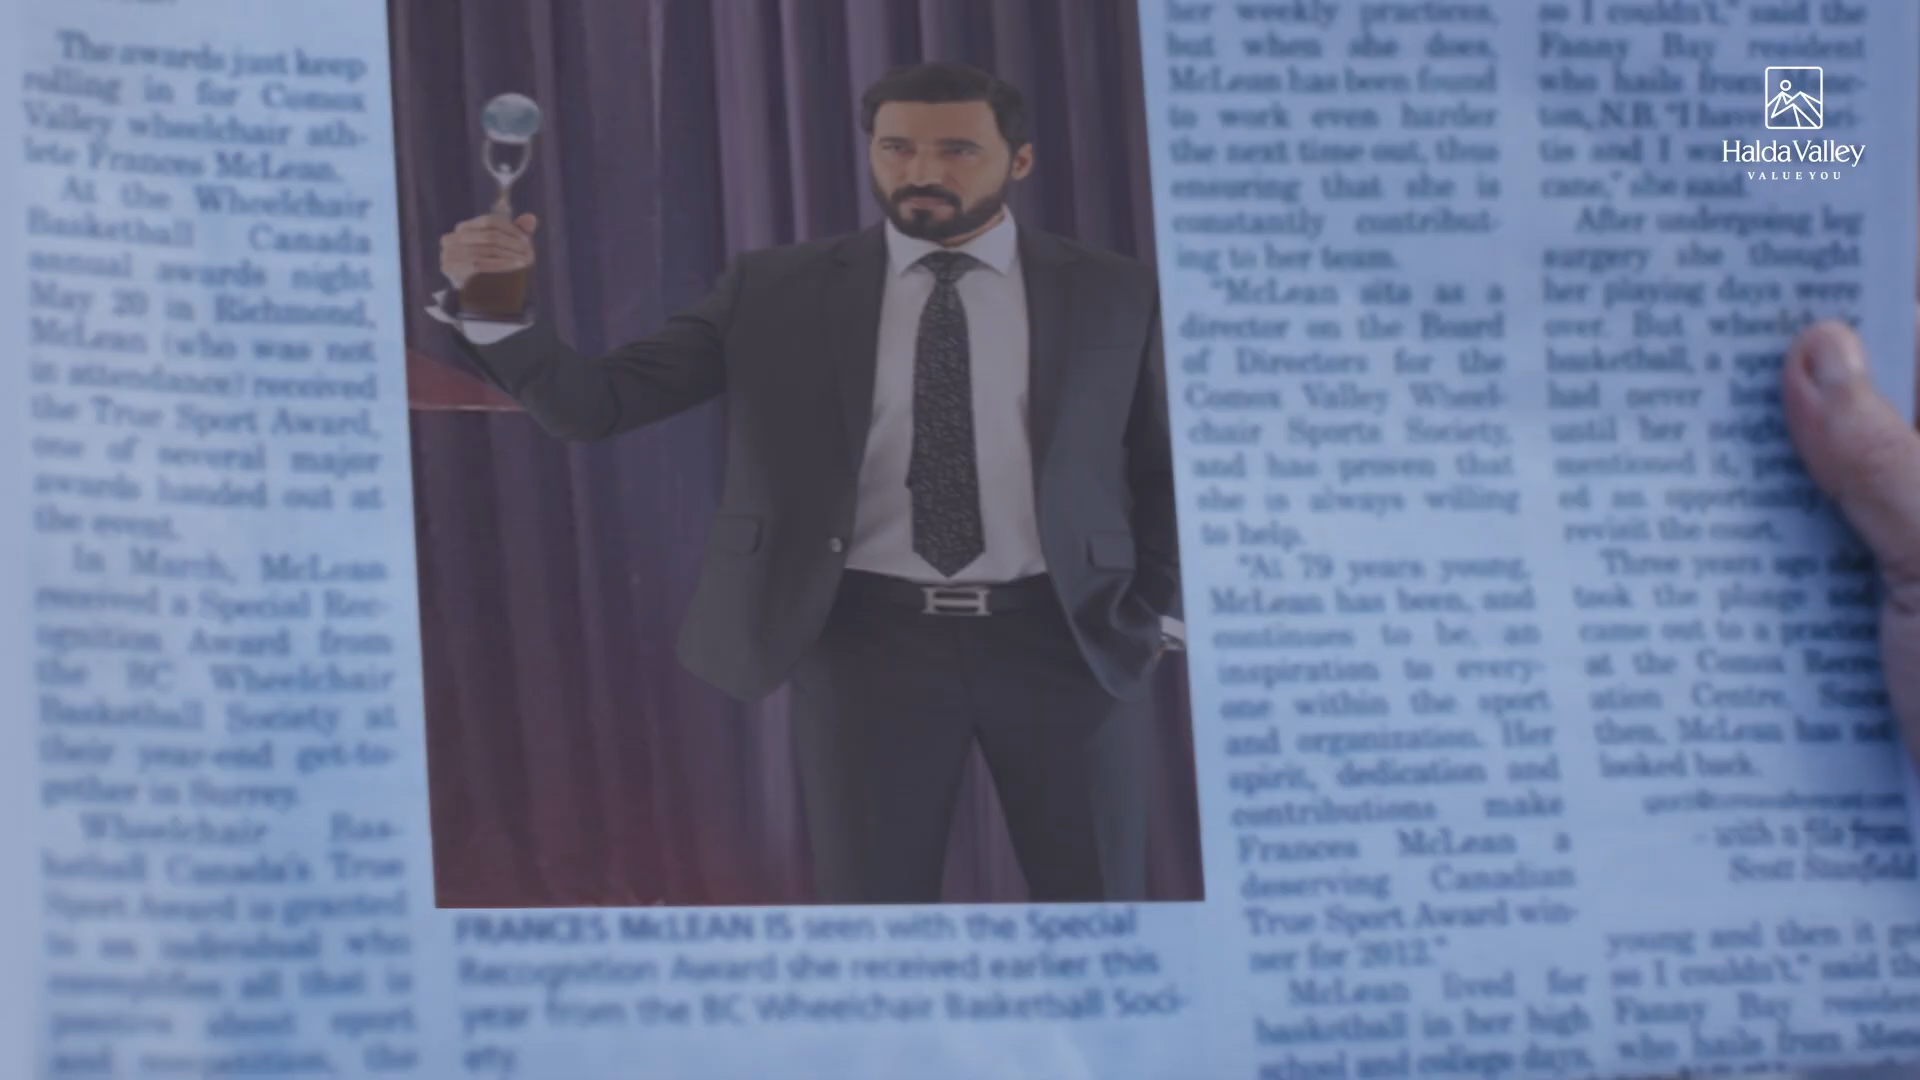 The awards just keep
rolling in for Comox
Valley wheelchair ath-
lete Frances McLean.
At the Wheelchair
Basketball Canada
annual awards night
May 20 in Richmond,
McLean (who was not
in attendance) received
the True Sport Award,
one of several major
awards handed out at
the event.
In March, McLean
received a Special Rec-
ognition Award from
the BC Wheelchair
Basketball Society at
their year-end get-to-
gether in Surrey.
Wheelchair Bas-
ketball Canada's True
Sport Award is granted
to an individual who
exemplifies all that is
positive about sport
and competition, the
FRANCES McLEAN IS seen with the Special
Recognition Award she received earlier this
year from the BC Wheelchair Basketball Soci-
ety.
her weekly practices,
but when she does,
McLean has been found
to work even harder
the next time out, thus
ensuring that she is
constantly contribut-
ing to her team.
"McLean sits as a
director on the Board
of Directors for the
Comox Valley Wheel-
chair Sports Society,
and has proven that
she is always willing
to help.
"At 79 years young,
McLean has been, and
continues to be, an
inspiration to every-
one within the sport
and organization. Her
spirit, dedication and
contributions make
Frances McLean a
deserving Canadian
True Sport Award win-
ner for 2012."
McLean lived for
basketball in her high
school and college days,
so I couldn't," said the
Fanny Bay resident
who hails from
ton, N.B. "I have
tis and I
cane," she said.
After undergoing leg
surgery she thought
her playing days were
over. But
basketball, a
had never
until her
mentioned it,
ed an opportunity
revisit the court.
Three years ago
took the plunge
came out to a practice
at the Comox Recre-
ation Centre.
then, McLean has
looked back.
- with a file from
Scott Stanfield
young and then it
so I couldn't," said the
Fanny Bay resident
who hails from
Halda Valley
VALUE YOU